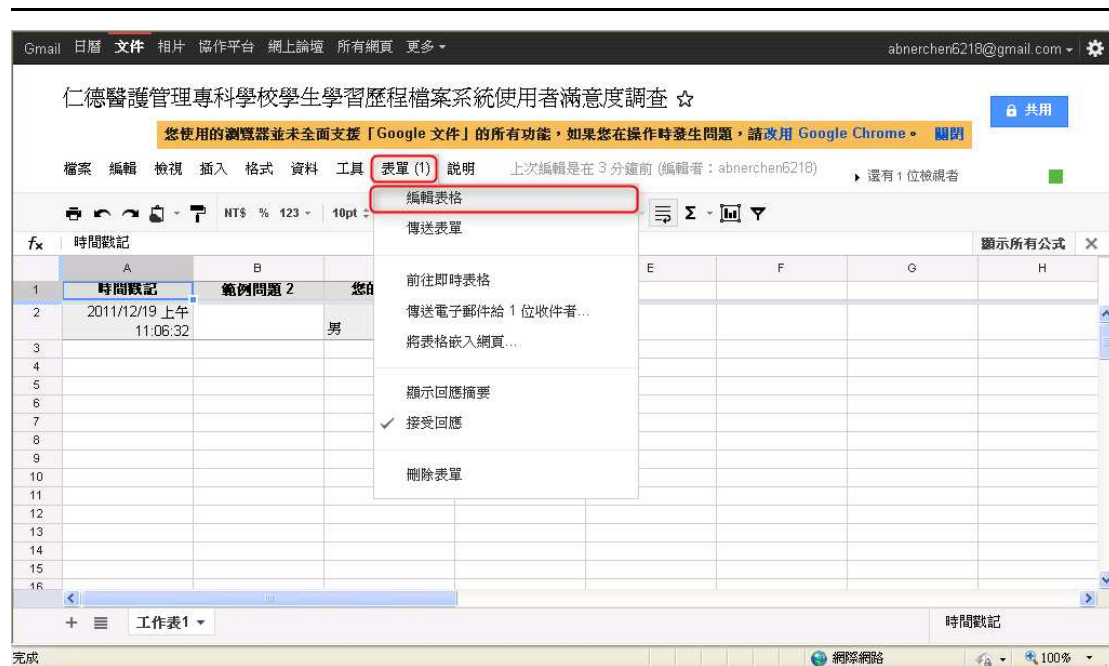 Gmail 日曆 文件 相片 協作平台 網上論壇 所有網頁 更多 abnerchen6218@gmail.com
仁德醫護管理專科學校學生學習歷程檔案系統使用者滿意度調查
共用
您使用的瀏覽器並未全面支援「Google 文件」的所有功能，如果您在操作時發生問題，請改用 Google Chrome。 關閉
檔案 編輯 檢視 插入 格式 資料 工具 表單 (1) 說明 上次編輯是在 3 分鐘前 (編輯者：abnerchen6218) 還有 1 位檢視者
NT$ % 123 10pt Σ
編輯表格
傳送表單
前往即時表格
傳送電子郵件給 1 位收件者...
將表格嵌入網頁...
顯示回應摘要
接受回應
刪除表單
fx 時間戳記 顯示所有公式
A B E F G H
1 時間戳記 範例問題 2 您的
2 2011/12/19 上午
11:06:32 男
3
4
5
6
7
8
9
10
11
12
13
14
15
16
工作表1 時間戳記
完成 網際網路 100%